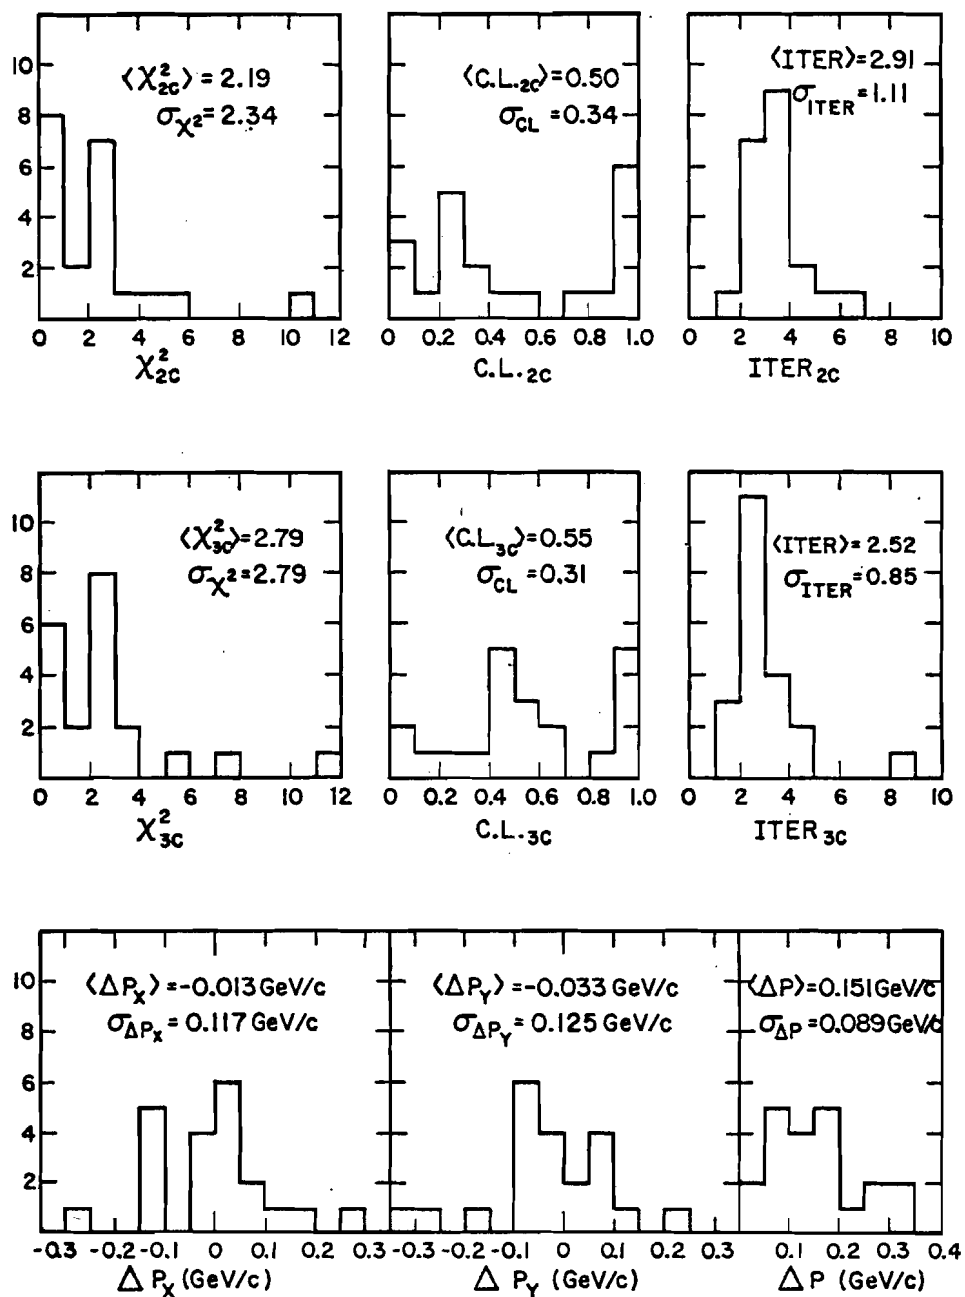 10
8
6
4
2
⟨χ²₂C⟩ = 2.19
σχ² = 2.34
0 2 4 6 8 10 12
χ²₂C
⟨C.L.₂C⟩ = 0.50
σCL = 0.34
0 0.2 0.4 0.6 0.8 1.0
C.L.₂C
⟨ITER⟩ = 2.91
σITER = 1.11
0 2 4 6 8 10
ITER₂C
10
8
6
4
2
⟨χ²₃C⟩ = 2.79
σχ² = 2.79
0 2 4 6 8 10 12
χ²₃C
⟨C.L.₃C⟩ = 0.55
σCL = 0.31
0 0.2 0.4 0.6 0.8 1.0
C.L.₃C
⟨ITER⟩ = 2.52
σITER = 0.85
0 2 4 6 8 10
ITER₃C
10
8
6
4
2
⟨ΔPX⟩ = -0.013 GeV/c
σΔPX = 0.117 GeV/c
-0.3 -0.2 -0.1 0 0.1 0.2 0.3
ΔPX (GeV/c)
⟨ΔPY⟩ = -0.033 GeV/c
σΔPY = 0.125 GeV/c
-0.3 -0.2 -0.1 0 0.1 0.2 0.3
ΔPY (GeV/c)
⟨ΔP⟩ = 0.151 GeV/c
σΔP = 0.089 GeV/c
0.1 0.2 0.3 0.4
ΔP (GeV/c)